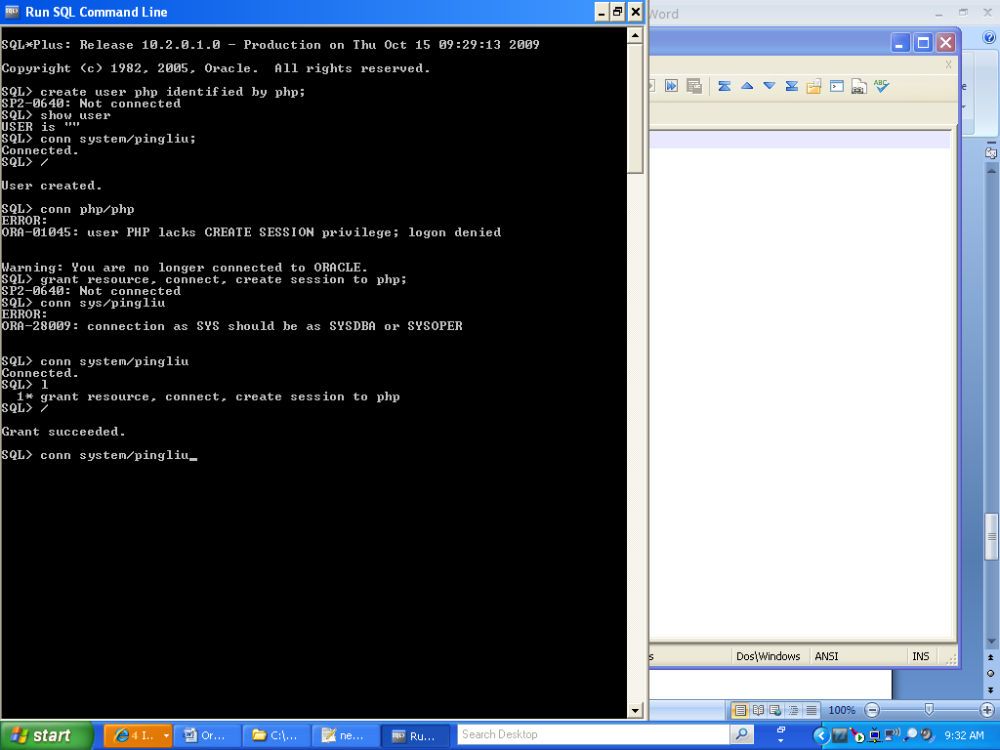 Run SQL Command Line
Word
SQL*Plus: Release 10.2.0.1.0 - Production on Thu Oct 15 09:29:13 2009
Copyright (c) 1982, 2005, Oracle.  All rights reserved.
SQL> create user php identified by php;
SP2-0640: Not connected
SQL> show user
USER is ""
SQL> conn system/pingliu;
Connected.
SQL> /
User created.
SQL> conn php/php
ERROR:
ORA-01045: user PHP lacks CREATE SESSION privilege; logon denied
Warning: You are no longer connected to ORACLE.
SQL> grant resource, connect, create session to php;
SP2-0640: Not connected
SQL> conn sys/pingliu
ERROR:
ORA-28009: connection as SYS should be as SYSDBA or SYSOPER
SQL> conn system/pingliu
Connected.
SQL> l
  1* grant resource, connect, create session to php
SQL> /
Grant succeeded.
SQL> conn system/pingliu_
Dos\Windows ANSI INS
100%
start 4 I... Or... C:\... ne... Ru... Search Desktop 9:32 AM